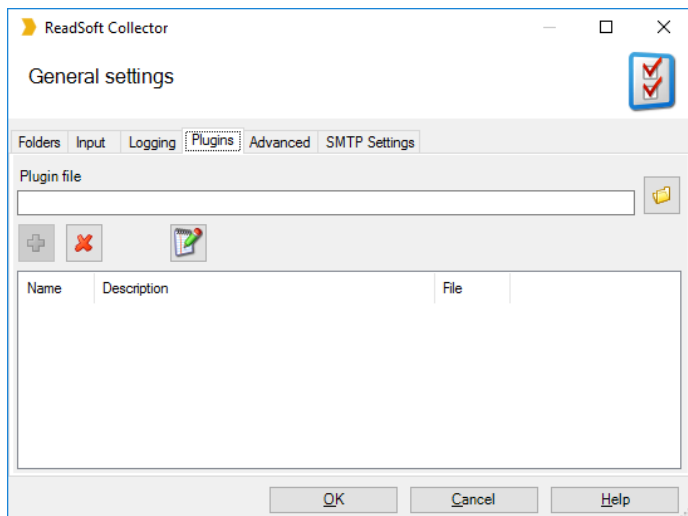 ReadSoft Collector
General settings
Folders Input Logging Plugins Advanced SMTP Settings
Plugin file
Name Description File
OK Cancel Help